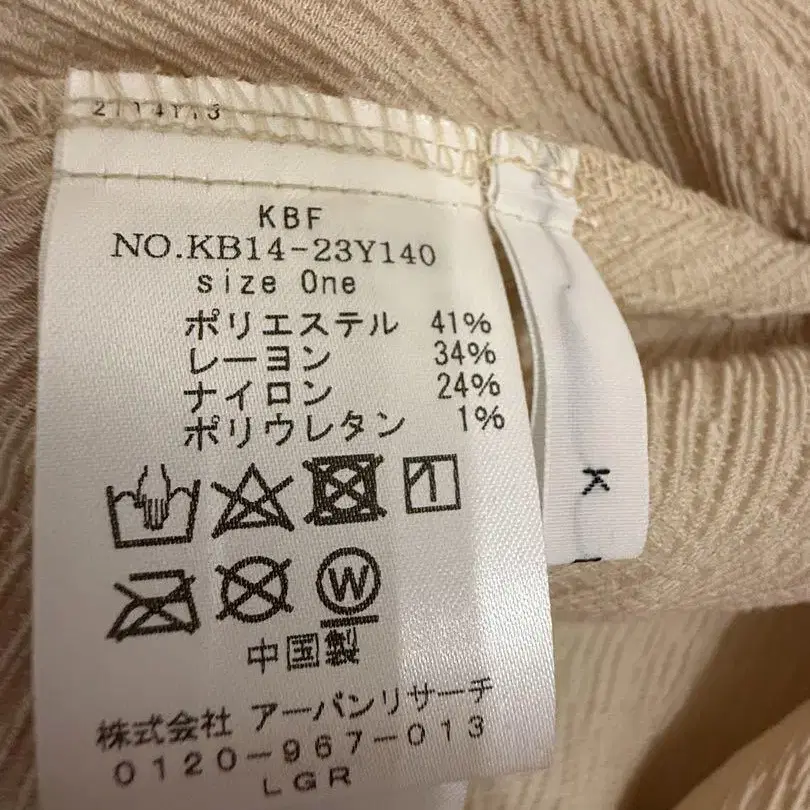 KBF
NO.KB14-23Y140
size One
ポリエステル 41%
レーヨン 34%
ナイロン 24%
ポリウレタン 1%
W
中国製
株式会社 アーバンリサーチ
0120-967-013
LGR
K